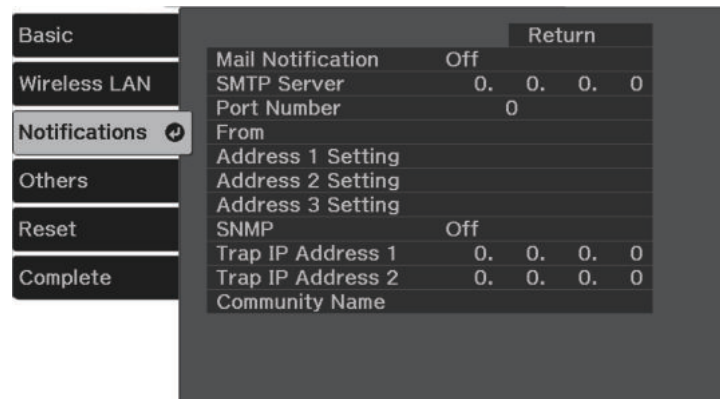 Basic
Wireless LAN
Notifications
Others
Reset
Complete
Return
Mail Notification Off
SMTP Server 0. 0. 0. 0
Port Number 0
From
Address 1 Setting
Address 2 Setting
Address 3 Setting
SNMP Off
Trap IP Address 1 0. 0. 0. 0
Trap IP Address 2 0. 0. 0. 0
Community Name